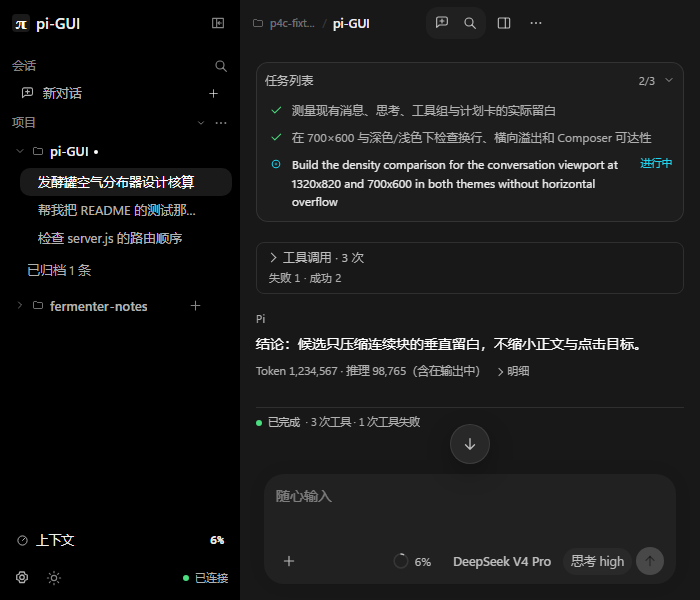 π pi-GUI
会话
新对话
项目
pi-GUI
发酵罐空气分布器设计核算
帮我把 README 的测试那...
检查 server.js 的路由顺序
已归档 1 条
fermenter-notes
上下文 6%
已连接
p4c-fixt... / pi-GUI
任务列表 2/3
测量现有消息、思考、工具组与计划卡的实际留白
在 700×600 与深色/浅色下检查换行、横向溢出和 Composer 可达性
Build the density comparison for the conversation viewport at 进行中
1320x820 and 700x600 in both themes without horizontal
overflow
工具调用 · 3 次
失败 1 · 成功 2
Pi
结论：候选只压缩连续块的垂直留白，不缩小正文与点击目标。
Token 1,234,567 · 推理 98,765（含在输出中） 明细
已完成 · 3 次工具 · 1 次工具失败
随心输入
6% DeepSeek V4 Pro 思考 high